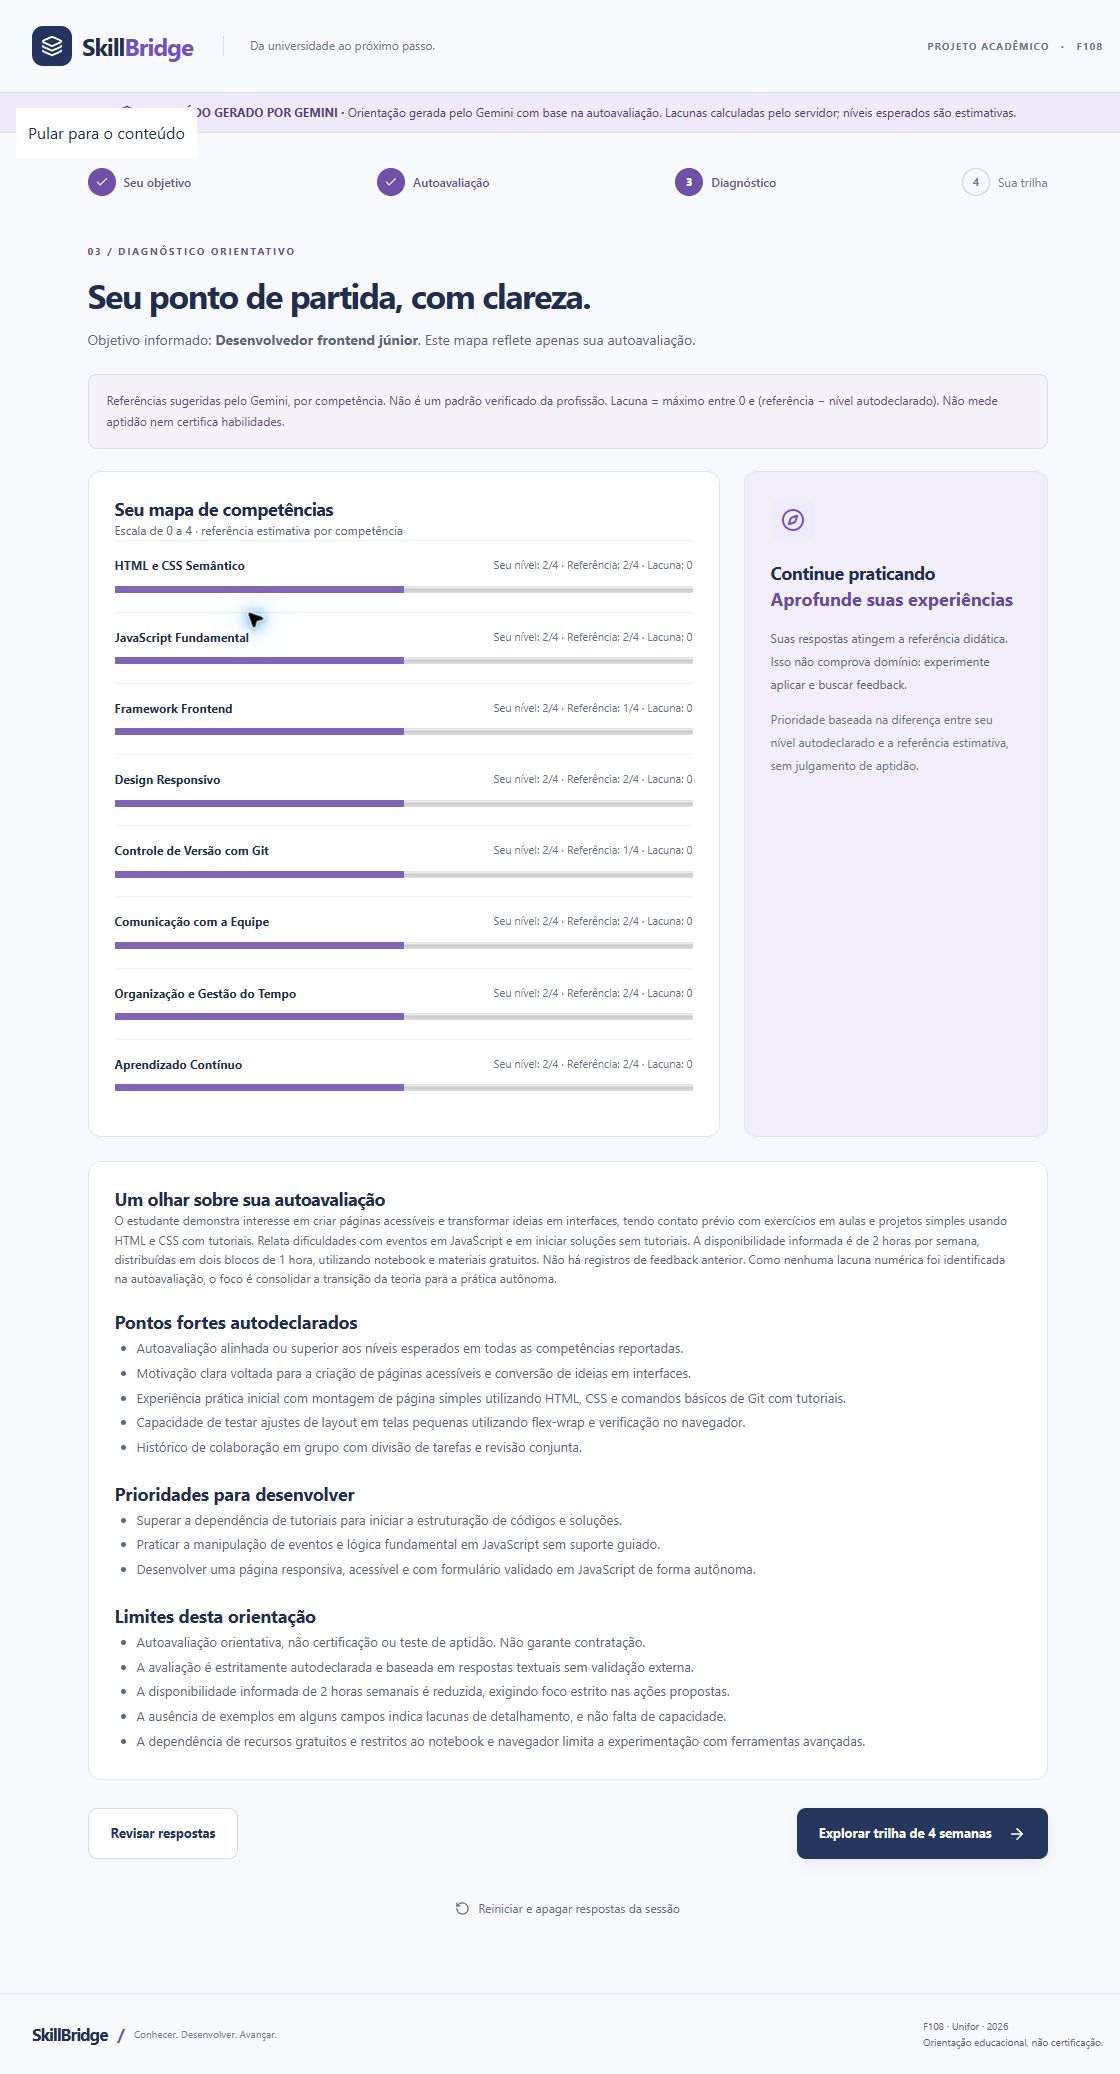 SkillBridge
Da universidade ao próximo passo.
PROJETO ACADÊMICO · F108
DO GERADO POR GEMINI · Orientação gerada pelo Gemini com base na autoavaliação. Lacunas calculadas pelo servidor; níveis esperados são estimativas.
Pular para o conteúdo
Seu objetivo
Autoavaliação
3 Diagnóstico
4 Sua trilha
03 / DIAGNÓSTICO ORIENTATIVO
Seu ponto de partida, com clareza.
Objetivo informado: Desenvolvedor frontend júnior. Este mapa reflete apenas sua autoavaliação.
Referências sugeridas pelo Gemini, por competência. Não é um padrão verificado da profissão. Lacuna = máximo entre 0 e (referência − nível autodeclarado). Não mede
aptidão nem certifica habilidades.
Seu mapa de competências
Escala de 0 a 4 · referência estimativa por competência
HTML e CSS Semântico
Seu nível: 2/4 · Referência: 2/4 · Lacuna: 0
JavaScript Fundamental
Seu nível: 2/4 · Referência: 2/4 · Lacuna: 0
Framework Frontend
Seu nível: 2/4 · Referência: 1/4 · Lacuna: 0
Design Responsivo
Seu nível: 2/4 · Referência: 2/4 · Lacuna: 0
Controle de Versão com Git
Seu nível: 2/4 · Referência: 1/4 · Lacuna: 0
Comunicação com a Equipe
Seu nível: 2/4 · Referência: 2/4 · Lacuna: 0
Organização e Gestão do Tempo
Seu nível: 2/4 · Referência: 2/4 · Lacuna: 0
Aprendizado Contínuo
Seu nível: 2/4 · Referência: 2/4 · Lacuna: 0
Continue praticando
Aprofunde suas experiências
Suas respostas atingem a referência didática.
Isso não comprova domínio: experimente
aplicar e buscar feedback.
Prioridade baseada na diferença entre seu
nível autodeclarado e a referência estimativa,
sem julgamento de aptidão.
Um olhar sobre sua autoavaliação
O estudante demonstra interesse em criar páginas acessíveis e transformar ideias em interfaces, tendo contato prévio com exercícios em aulas e projetos simples usando
HTML e CSS com tutoriais. Relata dificuldades com eventos em JavaScript e em iniciar soluções sem tutoriais. A disponibilidade informada é de 2 horas por semana,
distribuídas em dois blocos de 1 hora, utilizando notebook e materiais gratuitos. Não há registros de feedback anterior. Como nenhuma lacuna numérica foi identificada
na autoavaliação, o foco é consolidar a transição da teoria para a prática autônoma.
Pontos fortes autodeclarados
• Autoavaliação alinhada ou superior aos níveis esperados em todas as competências reportadas.
• Motivação clara voltada para a criação de páginas acessíveis e conversão de ideias em interfaces.
• Experiência prática inicial com montagem de página simples utilizando HTML, CSS e comandos básicos de Git com tutoriais.
• Capacidade de testar ajustes de layout em telas pequenas utilizando flex-wrap e verificação no navegador.
• Histórico de colaboração em grupo com divisão de tarefas e revisão conjunta.
Prioridades para desenvolver
• Superar a dependência de tutoriais para iniciar a estruturação de códigos e soluções.
• Praticar a manipulação de eventos e lógica fundamental em JavaScript sem suporte guiado.
• Desenvolver uma página responsiva, acessível e com formulário validado em JavaScript de forma autônoma.
Limites desta orientação
• Autoavaliação orientativa, não certificação ou teste de aptidão. Não garante contratação.
• A avaliação é estritamente autodeclarada e baseada em respostas textuais sem validação externa.
• A disponibilidade informada de 2 horas semanais é reduzida, exigindo foco estrito nas ações propostas.
• A ausência de exemplos em alguns campos indica lacunas de detalhamento, e não falta de capacidade.
• A dependência de recursos gratuitos e restritos ao notebook e navegador limita a experimentação com ferramentas avançadas.
Revisar respostas
Explorar trilha de 4 semanas
Reiniciar e apagar respostas da sessão
SkillBridge / Conhecer. Desenvolver. Avançar.
F108 · Unifor · 2026
Orientação educacional, não certificação.